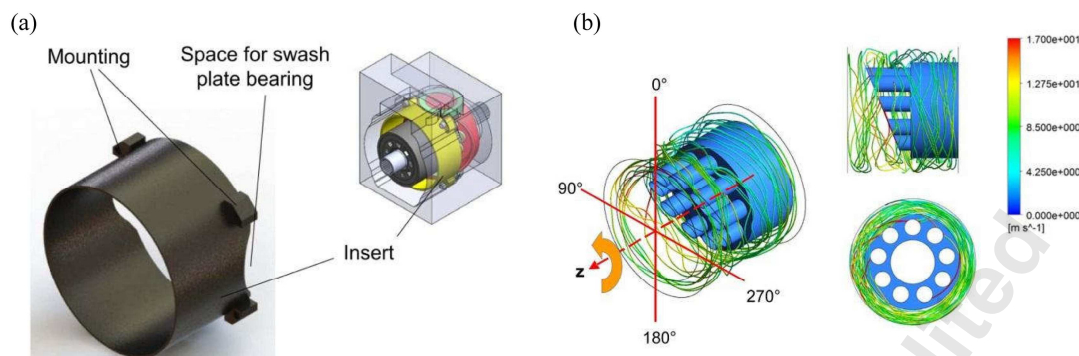 (a)
Mounting
Space for swash
plate bearing
Insert
(b)
0°
90°
z
180°
270°
1.700e+001
1.275e+001
8.500e+000
4.250e+000
0.000e+000
[m s^-1]
dited